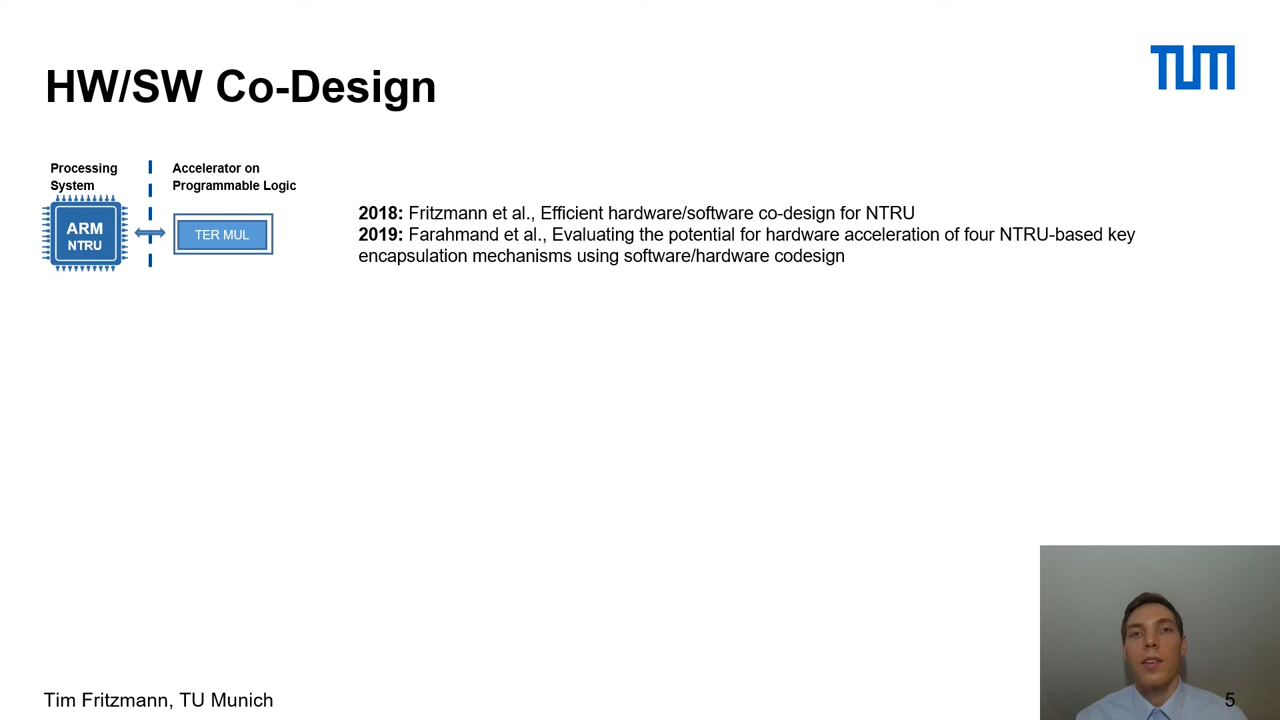 HW/SW Co-Design
TUM
Processing
System
Accelerator on
Programmable Logic
ARM
NTRU
TER MUL
2018: Fritzmann et al., Efficient hardware/software co-design for NTRU
2019: Farahmand et al., Evaluating the potential for hardware acceleration of four NTRU-based key
encapsulation mechanisms using software/hardware codesign
Tim Fritzmann, TU Munich
5